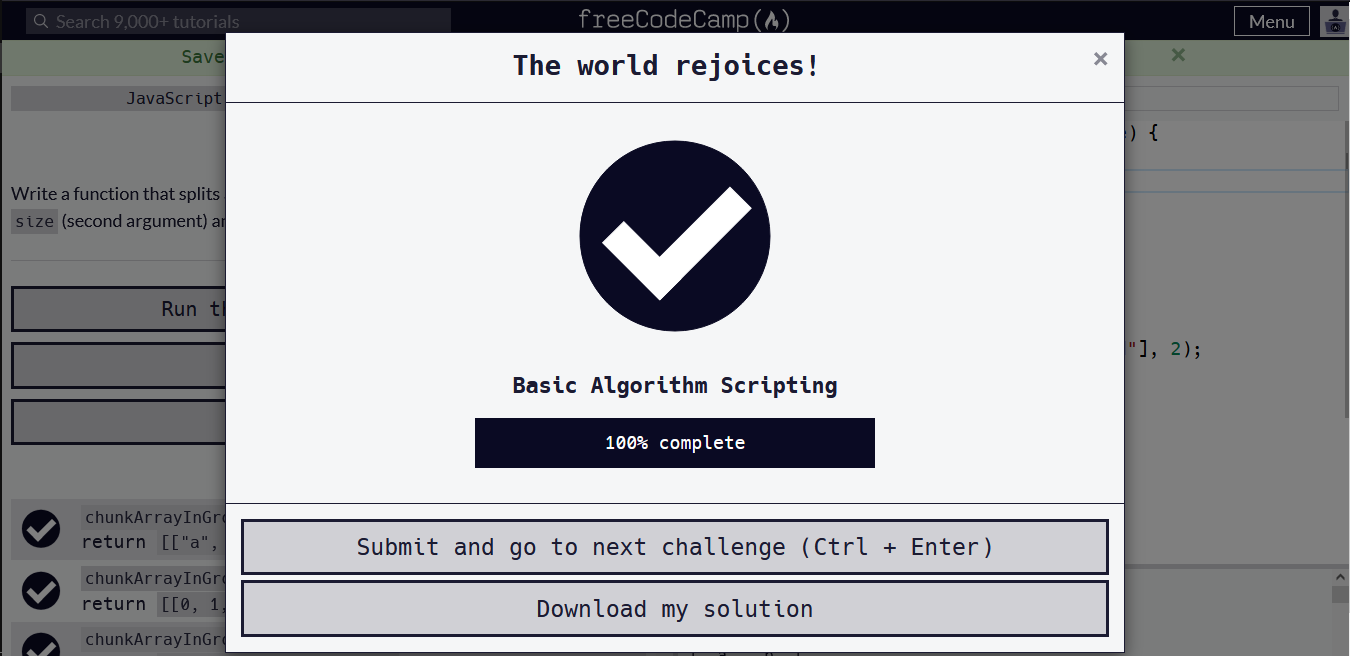 Search 9,000+ tutorials
freeCodeCamp
Menu
The world rejoices!
JavaScript
) {
Write a function that splits
size (second argument)
Run
"], 2);
Basic Algorithm Scripting
100% complete
chunkArrayInGro
return [["a",
chunkArrayInGro
return [[0, 1,
chunkArrayInGro
Submit and go to next challenge (Ctrl + Enter)
Download my solution